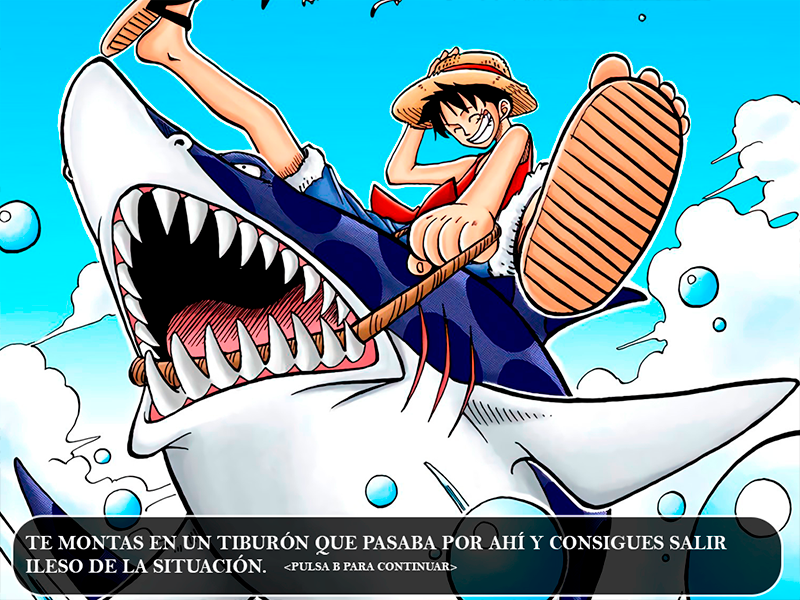 TE MONTAS EN UN TIBURÓN QUE PASABA POR AHÍ Y CONSIGUES SALIR
ILESO DE LA SITUACIÓN. <PULSA B PARA CONTINUAR>